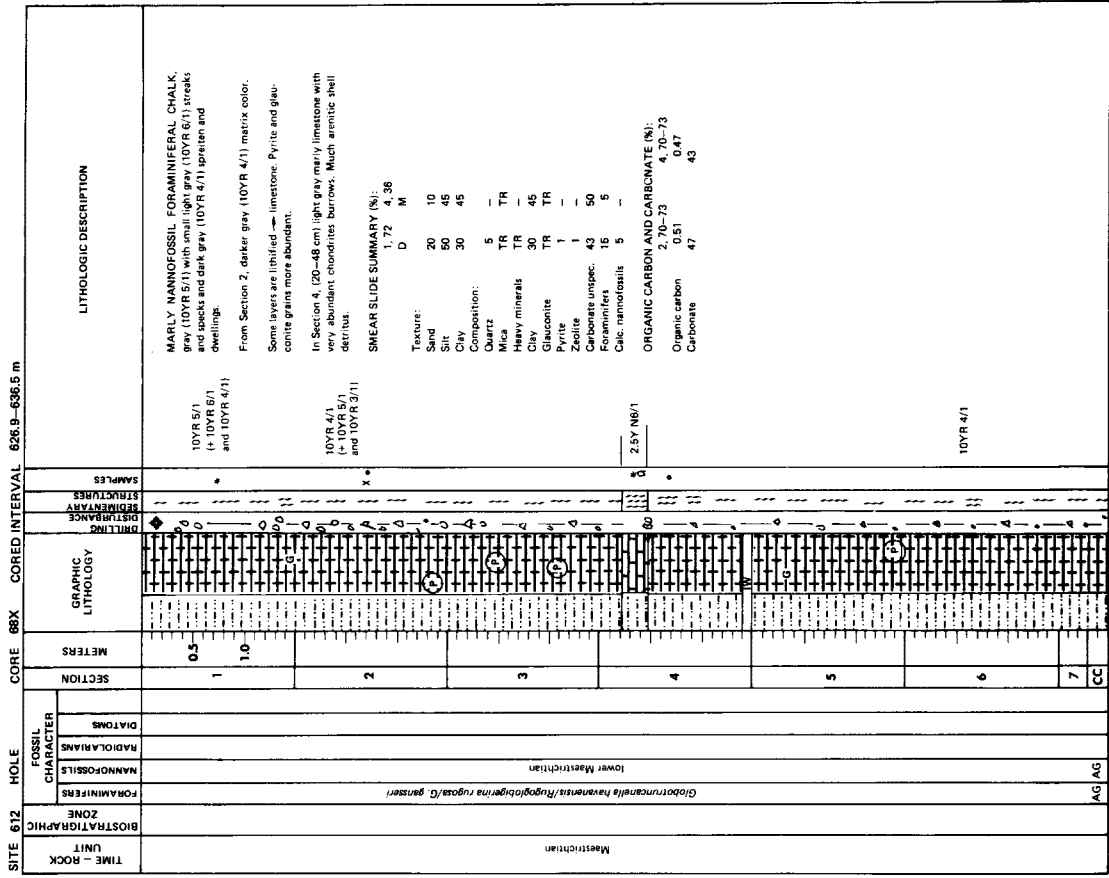 SITE 612 HOLE CORE 68X CORED INTERVAL 626.9–636.5 m
TIME – ROCK UNIT
BIOSTRATIGRAPHIC ZONE
FOSSIL CHARACTER
FORAMINIFERS
NANNOFOSSILS
RADIOLARIANS
DIATOMS
SECTION
METERS
GRAPHIC LITHOLOGY
DRILLING DISTURBANCE
SEDIMENTARY STRUCTURES
SAMPLES
LITHOLOGIC DESCRIPTION
Maestrichtian
Globotruncanella havanensis/Rugoglobigerina rugosa/G. gansseri
lower Maestrichtian
AG
AG
1
2
3
4
5
6
7
CC
0.5
1.0
G
P
P
P
IW
G
P
*
X
*
10YR 5/1
(+ 10YR 6/1
and 10YR 4/1)
10YR 4/1
(+ 10YR 5/1
and 10YR 3/1)
2.5Y N6/1
10YR 4/1
MARLY NANNOFOSSIL FORAMINIFERAL CHALK,
gray (10YR 5/1) with small light gray (10YR 6/1) streaks
and specks and dark gray (10YR 4/1) spreiten and
dwellings.
From Section 2, darker gray (10YR 4/1) matrix color.
Some layers are lithified → limestone. Pyrite and glau-
conite grains more abundant.
In Section 4, (20–48 cm) light gray marly limestone with
very abundant chondrites burrows. Much arenitic shell
detritus.
SMEAR SLIDE SUMMARY (%):
1, 72 4, 36
D M
Texture:
Sand 20 10
Silt 50 45
Clay 30 45
Composition:
Quartz 5 –
Mica TR TR
Heavy minerals TR –
Clay 30 45
Glauconite TR TR
Pyrite 1 –
Zeolite 1 –
Carbonate unspec. 43 50
Foraminifers 15 5
Calc. nannofossils 5 –
ORGANIC CARBON AND CARBONATE (%):
2, 70–73 4, 70–73
Organic carbon 0.51 0.47
Carbonate 47 43